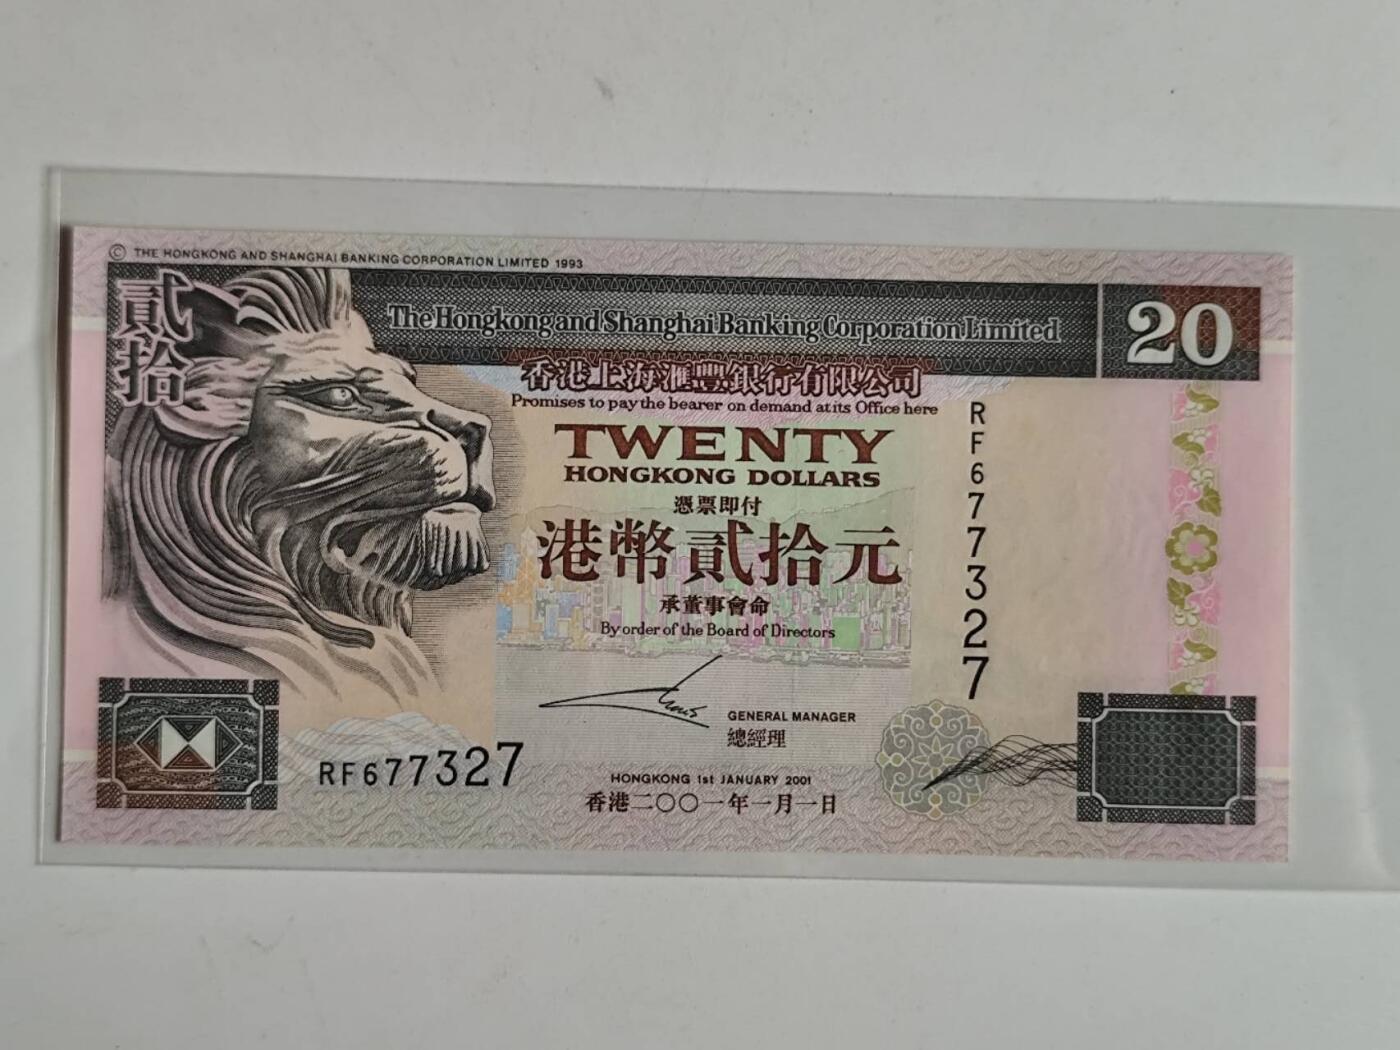 © THE HONGKONG AND SHANGHAI BANKING CORPORATION LIMITED 1993
貳拾
The Hongkong and Shanghai Banking Corporation Limited
20
香港上海滙豐銀行有限公司
Promises to pay the bearer on demand at its Office here
TWENTY
HONGKONG DOLLARS
憑票即付
港幣貳拾元
承董事會命
By order of the Board of Directors
RF677327
GENERAL MANAGER
總經理
RF677327
HONGKONG 1st JANUARY 2001
香港二〇〇一年一月一日